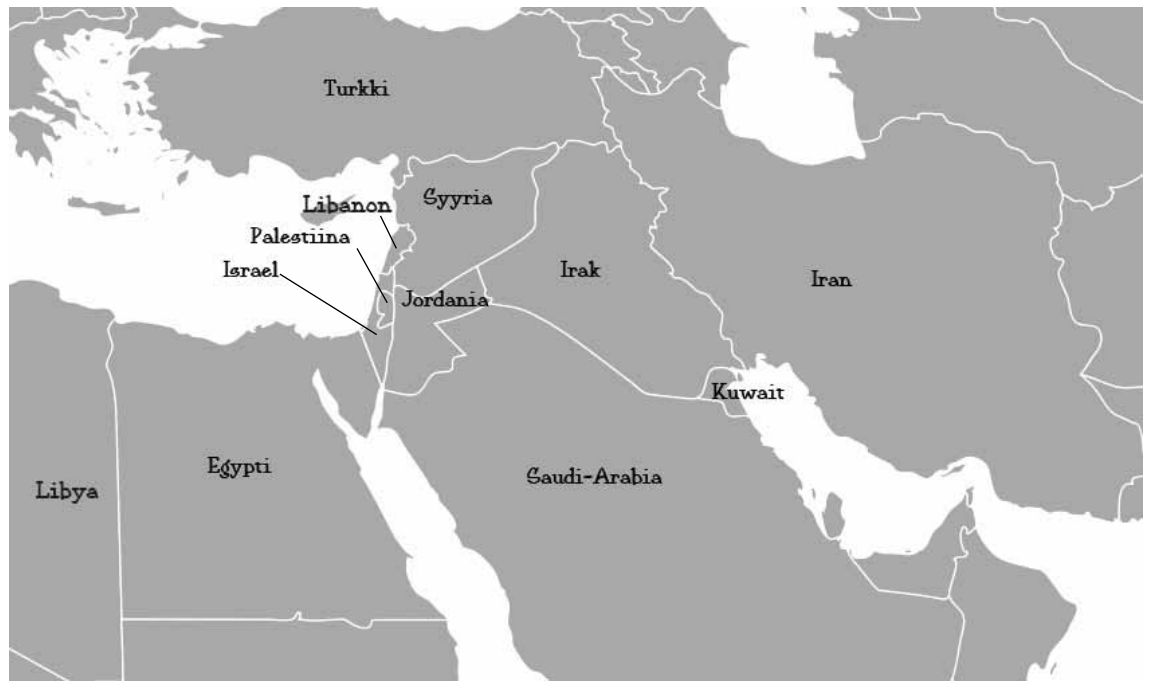 Turkki
Syyria
Libanon
Palestiina
Israel
Jordania
Irak
Iran
Kuwait
Egypti
Saudi-Arabia
Libya